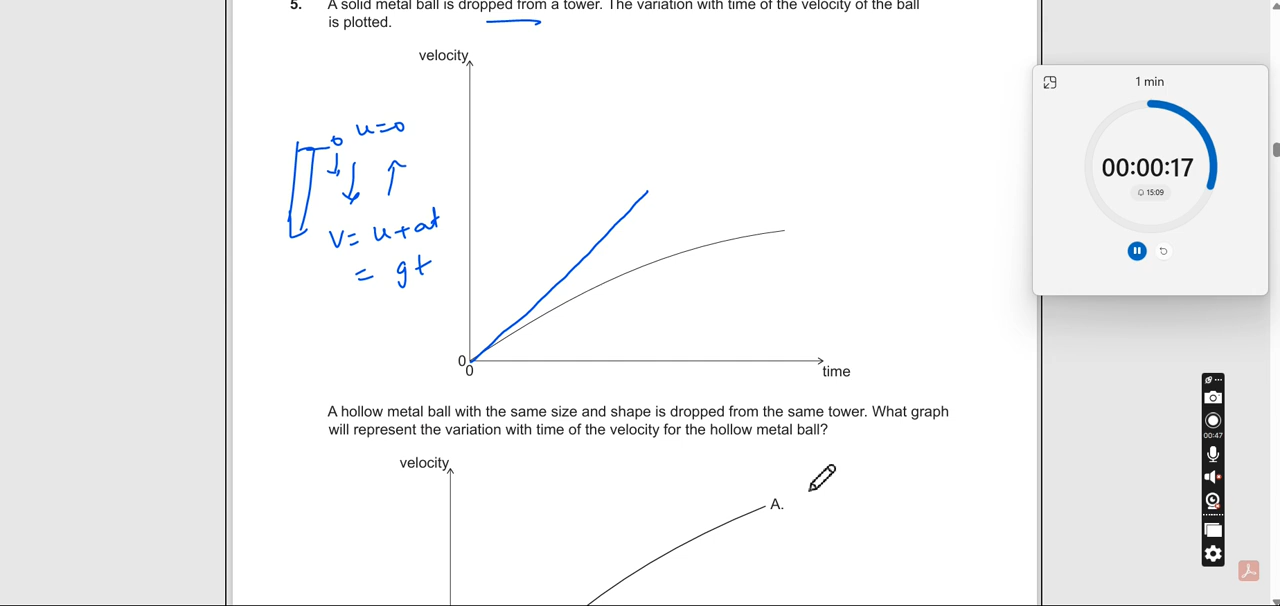 5. A solid metal ball is dropped from a tower. The variation with time of the velocity of the ball
is plotted.
velocity
u=0
v= u+at
= gt
0
0
time
A hollow metal ball with the same size and shape is dropped from the same tower. What graph
will represent the variation with time of the velocity for the hollow metal ball?
velocity
A.
1 min
00:00:17
15:09
00:47